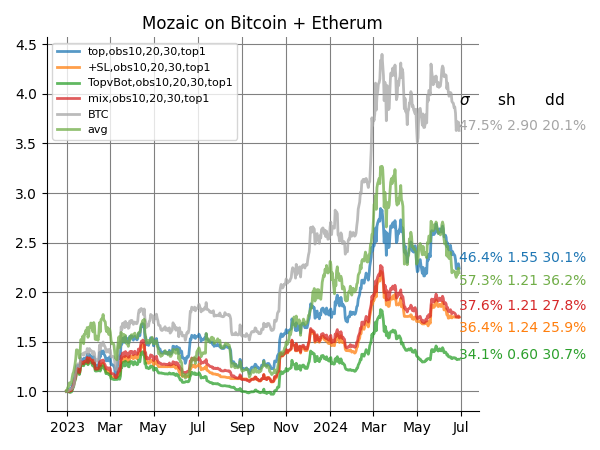 Mozaic on Bitcoin + Etherum
4.5
4.0
3.5
3.0
2.5
2.0
1.5
1.0
top,obs10,20,30,top1
+SL,obs10,20,30,top1
TopvBot,obs10,20,30,top1
mix,obs10,20,30,top1
BTC
avg
σ sh dd
47.5% 2.90 20.1%
46.4% 1.55 30.1%
57.3% 1.21 36.2%
37.6% 1.21 27.8%
36.4% 1.24 25.9%
34.1% 0.60 30.7%
2023 Mar May Jul Sep Nov 2024 Mar May Jul